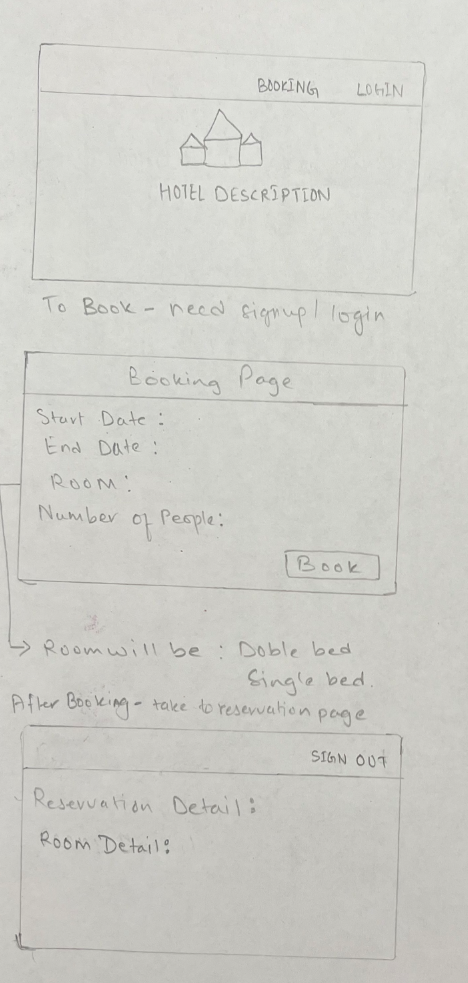 BOOKING LOGIN
HOTEL DESCRIPTION
To Book - need signup/ login
Booking Page
Start Date :
End Date :
ROOM:
Number of People:
Book
Room will be : Doble bed
Single bed.
After Booking - take to reservation page
SIGN OUT
Reservation Detail:
Room Detail: